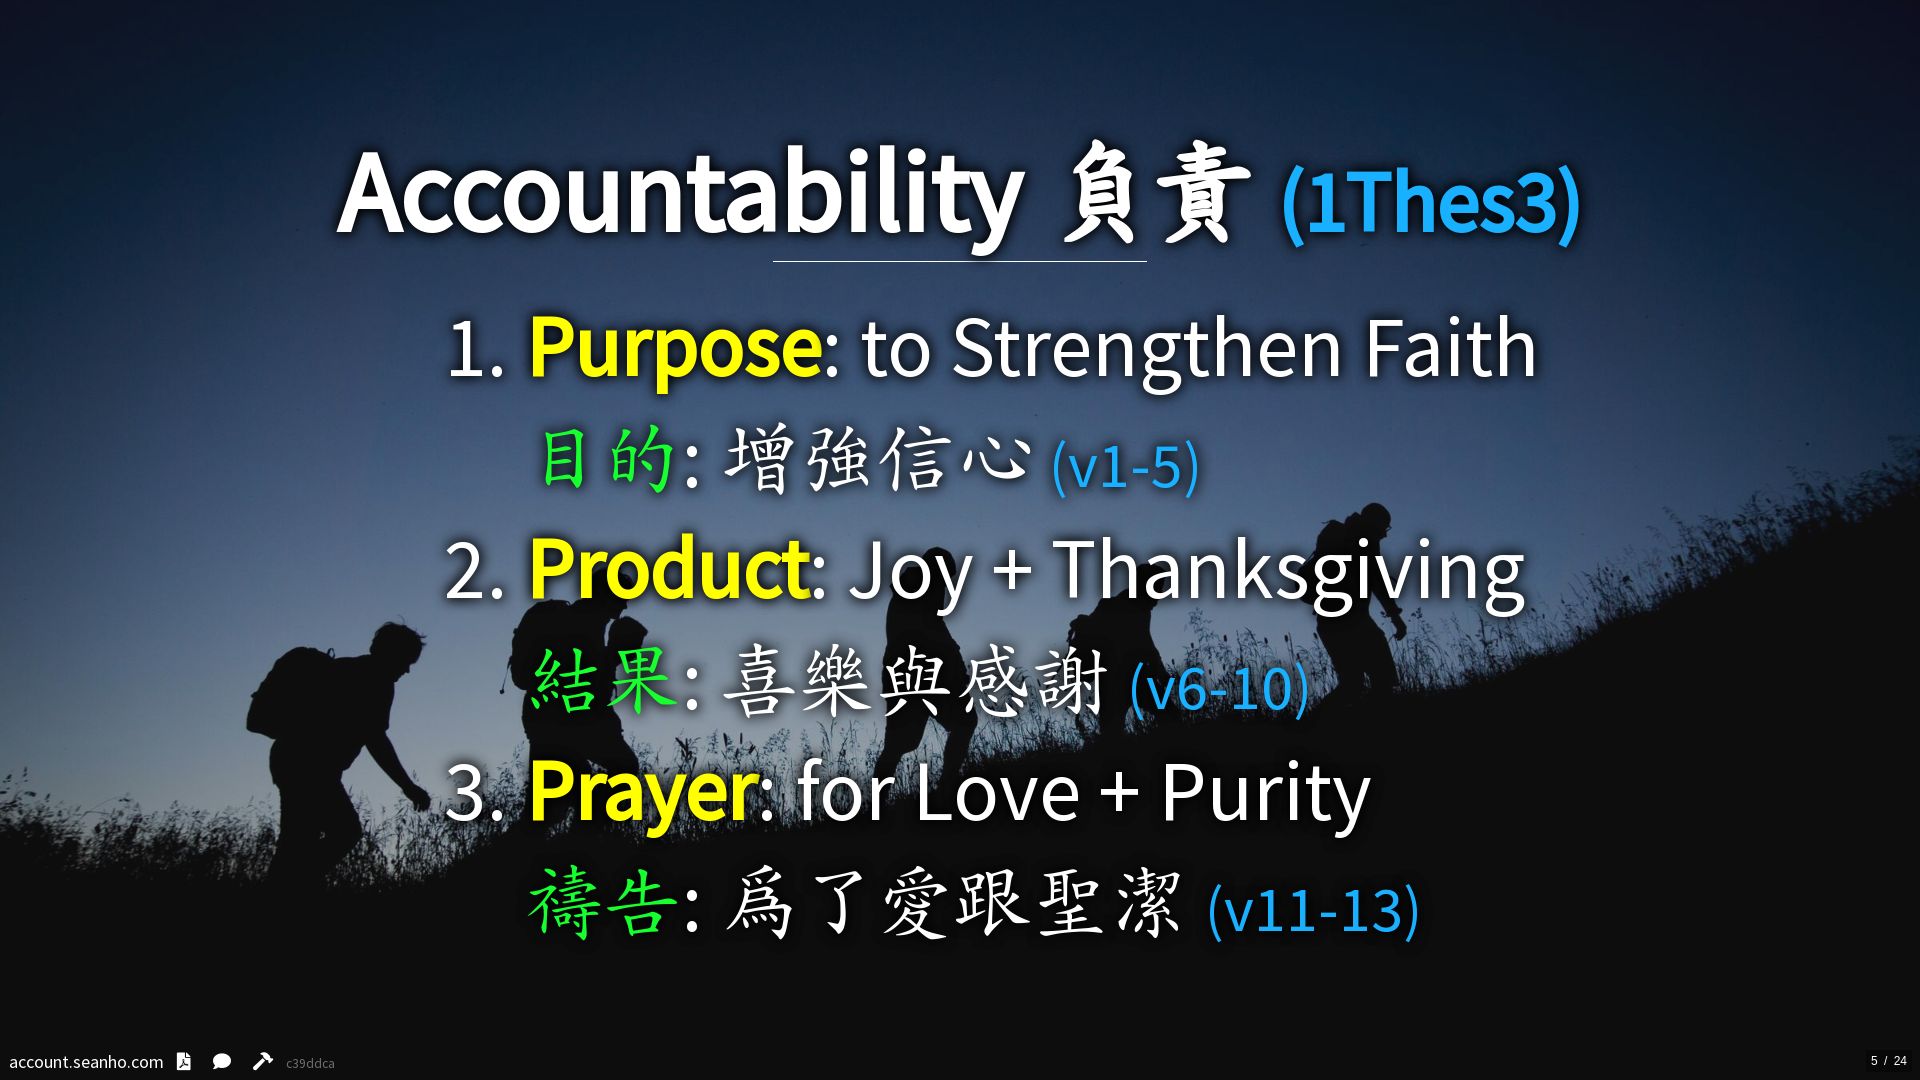 Accountability 負責 (1Thes3)
1. Purpose: to Strengthen Faith
目的: 增強信心 (v1-5)
2. Product: Joy + Thanksgiving
結果: 喜樂與感謝 (v6-10)
3. Prayer: for Love + Purity
禱告: 爲了愛跟聖潔 (v11-13)
account.seanho.com c39ddca
5 / 24